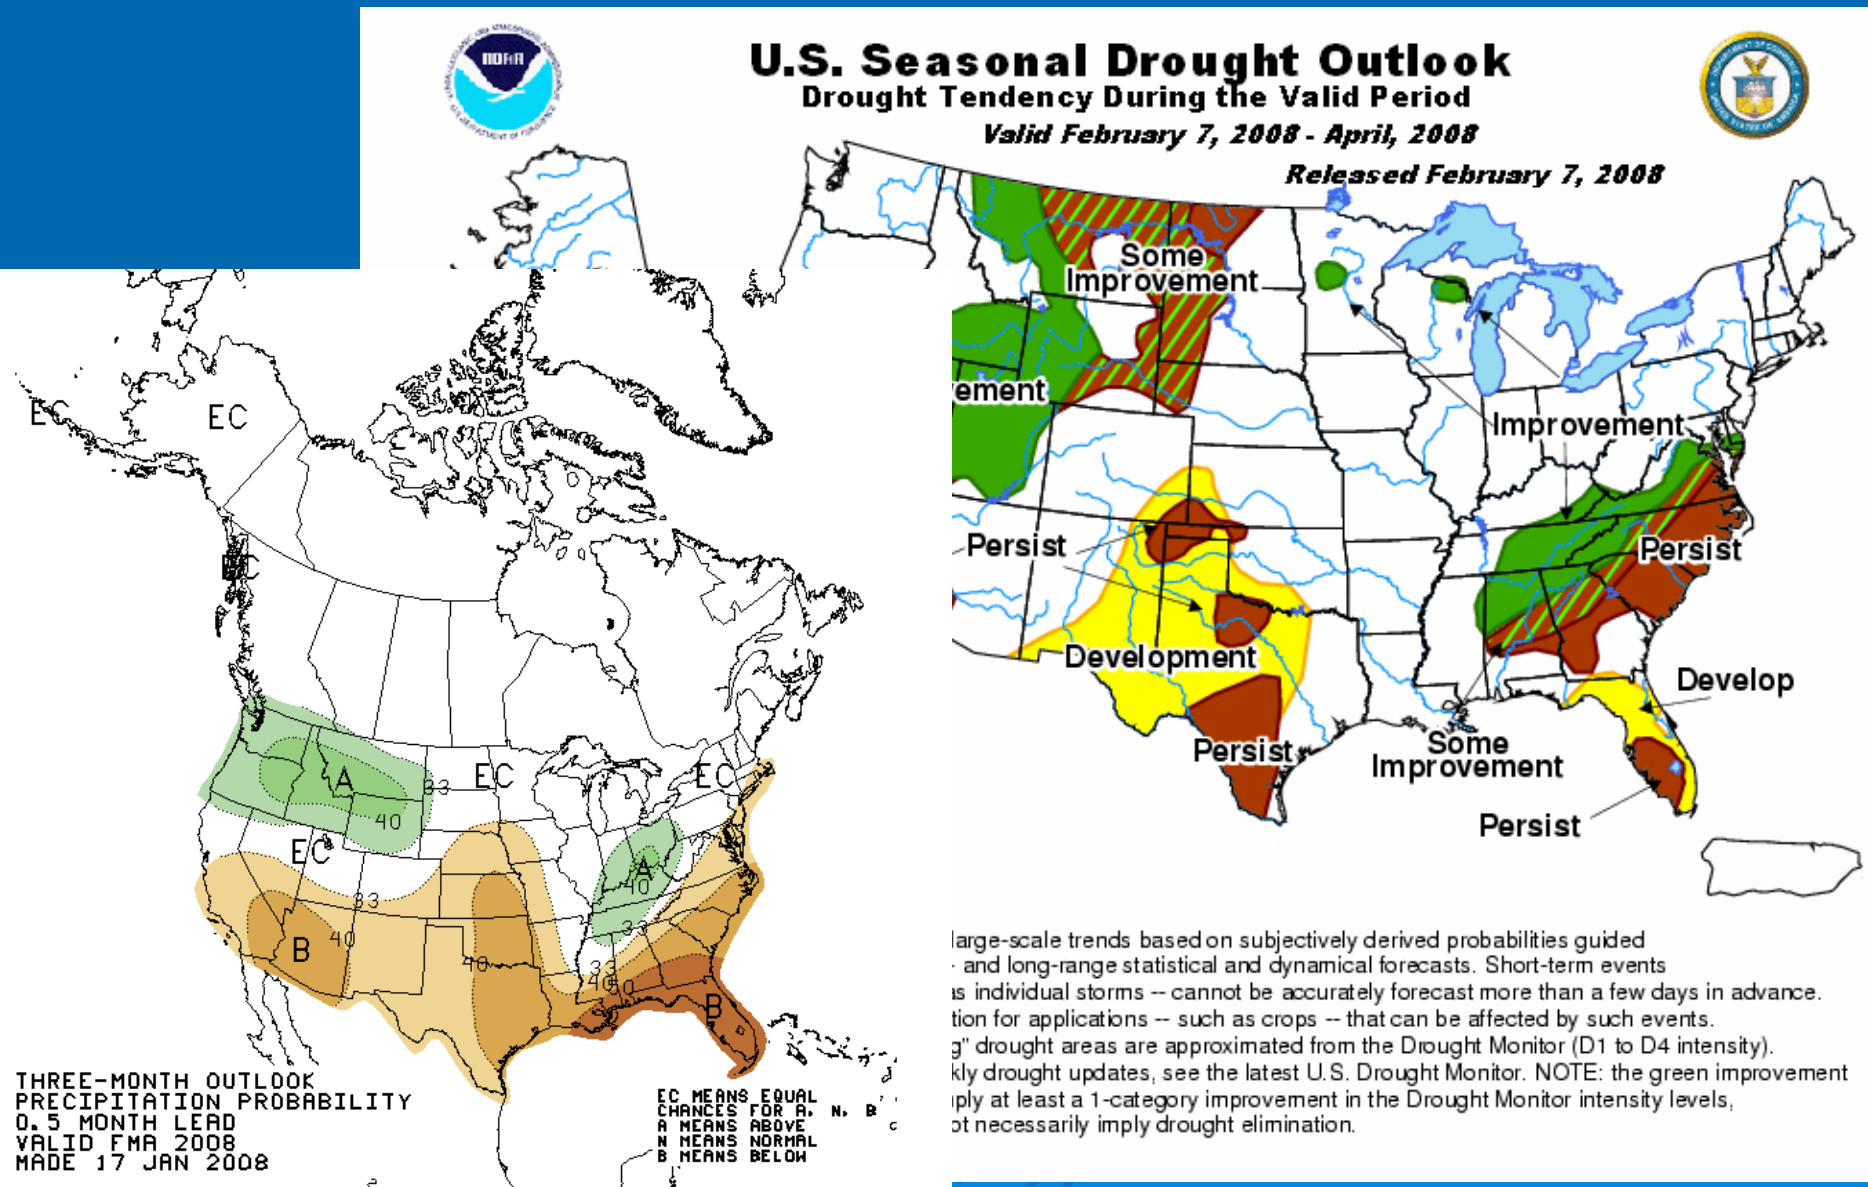 NOAA
U.S. Seasonal Drought Outlook
Drought Tendency During the Valid Period
Valid February 7, 2008 - April, 2008
Released February 7, 2008
Some
Improvement
ement
Improvement
Persist
Persist
Development
Develop
Persist
Some
Improvement
Persist
large-scale trends based on subjectively derived probabilities guided
- and long-range statistical and dynamical forecasts. Short-term events
as individual storms -- cannot be accurately forecast more than a few days in advance.
tion for applications -- such as crops -- that can be affected by such events.
g" drought areas are approximated from the Drought Monitor (D1 to D4 intensity).
kly drought updates, see the latest U.S. Drought Monitor. NOTE: the green improvement
ply at least a 1-category improvement in the Drought Monitor intensity levels,
ot necessarily imply drought elimination.
EC
EC
EC
A
33
EC
EC
40
EC
A
40
33
33
B
40
40
33
40
50
B
THREE-MONTH OUTLOOK
PRECIPITATION PROBABILITY
0.5 MONTH LEAD
VALID FMA 2008
MADE 17 JAN 2008
EC MEANS EQUAL
CHANCES FOR A, N, B
A MEANS ABOVE
N MEANS NORMAL
B MEANS BELOW